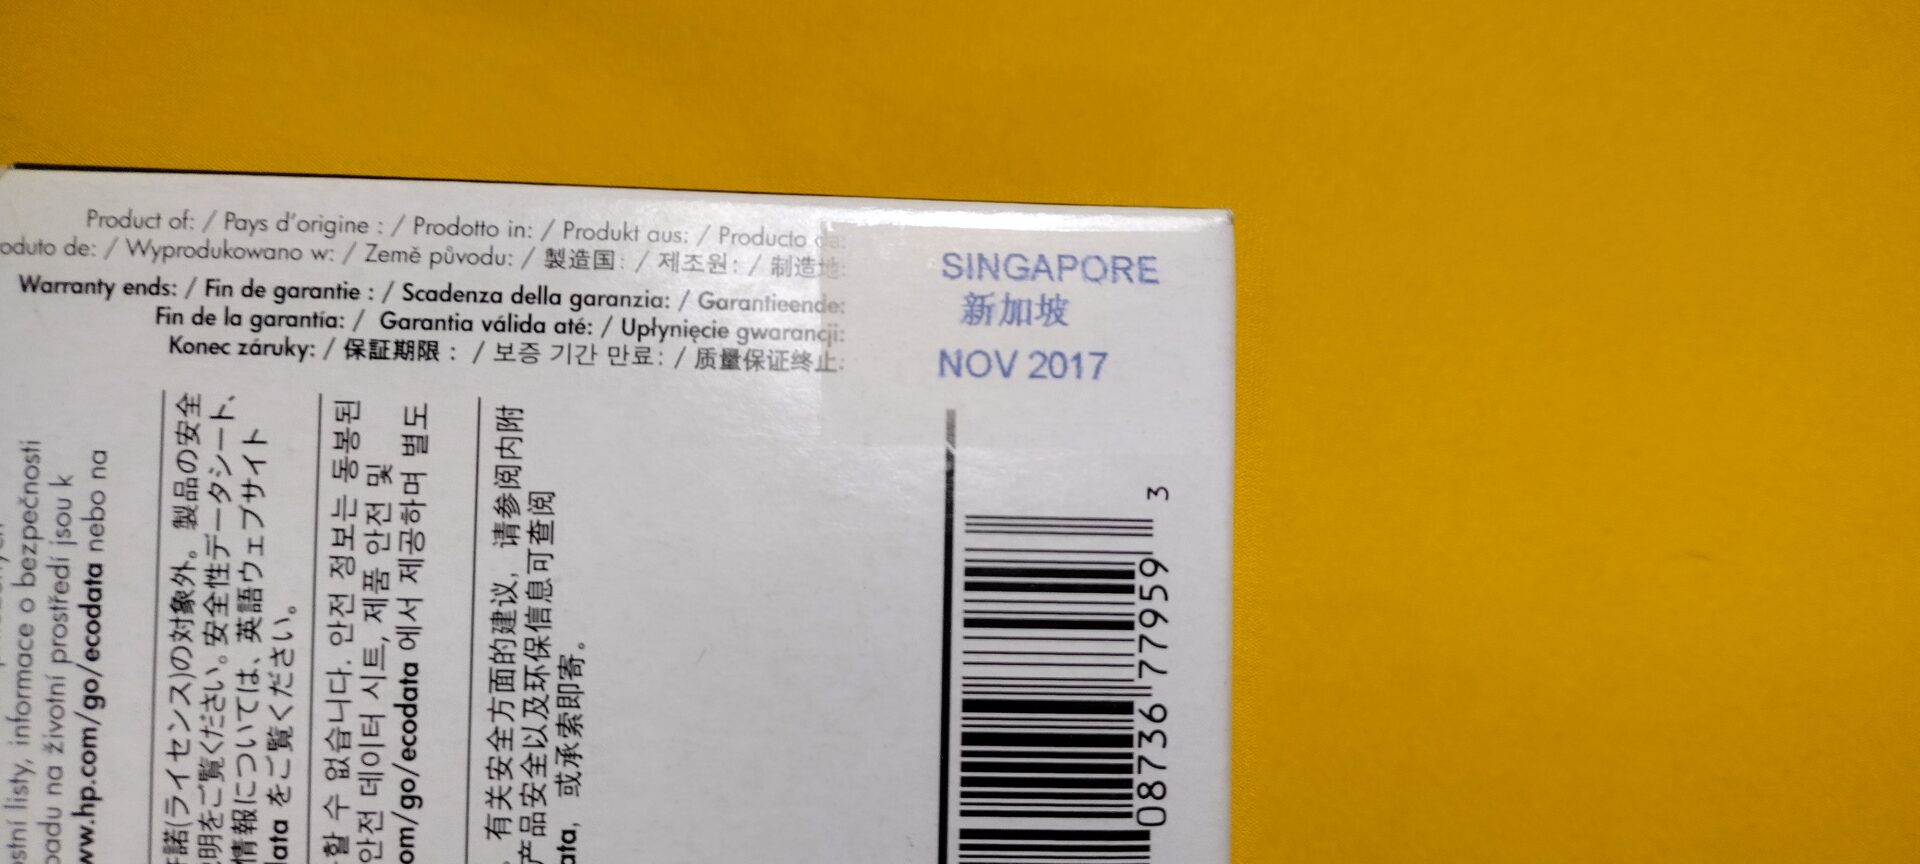 Product of: / Pays d'origine : / Prodotto in: / Produkt aus: / Producto da:
oduto de: / Wyprodukowano w: / Země původu: / 製造国: / 제조원: / 制造地:
SINGAPORE
新加坡
Warranty ends: / Fin de garantie : / Scadenza della garanzia: / Garantieende:
Fin de la garantía: / Garantia válida até: / Upłynięcie gwarancji:
Konec záruky: / 保証期限 : / 보증 기간 만료: / 质量保证终止:
NOV 2017
ostní listy, informace o bezpečnosti
padu na životní prostředí jsou k
ww.hp.com/go/ecodata nebo na
許諾(ライセンス)の対象外。製品の安全
明をご覧ください。安全性データシート、
情報については、英語ウェブサイト
data をご覧ください。
할 수 없습니다. 안전 정보는 동봉된
안전 데이터 시트, 제품 안전 및
om/go/ecodata 에서 제공하며 별도
有关安全方面的建议，请参阅内附
产品安全以及环保信息可查阅
ata，或承索即寄。
08736 77959 3